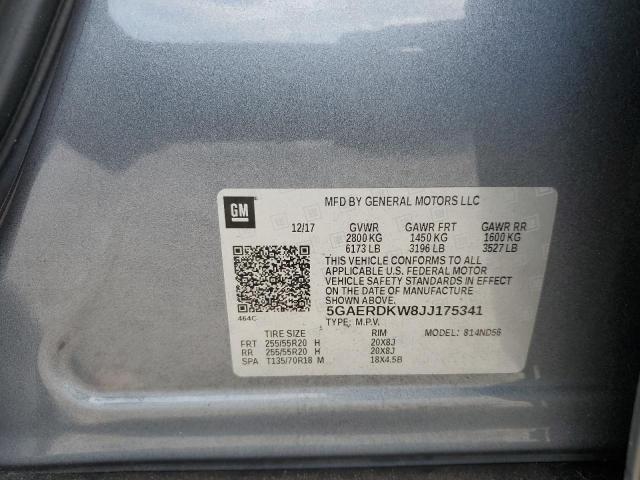 GM
MFD BY GENERAL MOTORS LLC
12/17 GVWR GAWR FRT GAWR RR
2800 KG 1450 KG 1600 KG
6173 LB 3196 LB 3527 LB
THIS VEHICLE CONFORMS TO ALL
APPLICABLE U.S. FEDERAL MOTOR
VEHICLE SAFETY STANDARDS IN EFFECT
ON THE DATE OF MANUFACTURE
SHOWN ABOVE.
464C
5GAERDKW8JJ175341
TYPE: M.P.V.
TIRE SIZE RIM MODEL: 814ND56
FRT 255/55R20 H 20X8J
RR 255/55R20 H 20X8J
SPA T135/70R18 M 18X4.5B